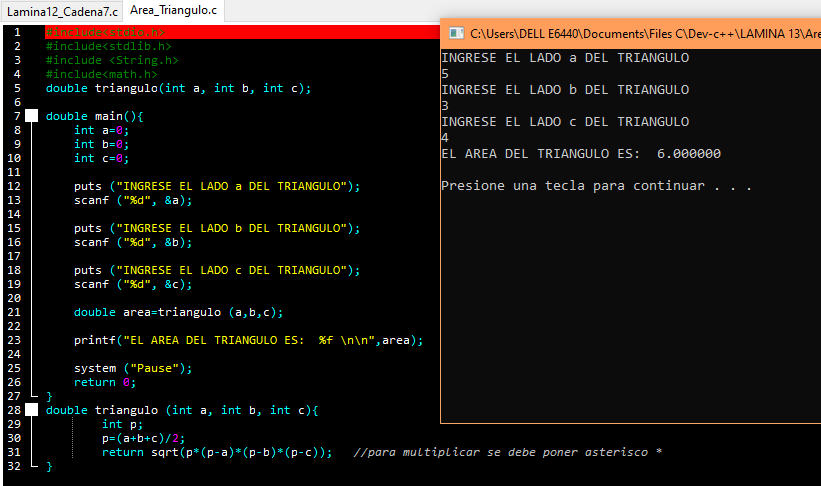 Lamina12_Cadena7.c Area_Triangulo.c
1 #include<stdio.h>
2 #include<stdlib.h>
3 #include <String.h>
4 #include<math.h>
5 double triangulo(int a, int b, int c);
6
7 double main(){
8 int a=0;
9 int b=0;
10 int c=0;
11
12 puts ("INGRESE EL LADO a DEL TRIANGULO");
13 scanf ("%d", &a);
14
15 puts ("INGRESE EL LADO b DEL TRIANGULO");
16 scanf ("%d", &b);
17
18 puts ("INGRESE EL LADO c DEL TRIANGULO");
19 scanf ("%d", &c);
20
21 double area=triangulo (a,b,c);
22
23 printf("EL AREA DEL TRIANGULO ES:  %f \n\n",area);
24
25 system ("Pause");
26 return 0;
27 }
28 double triangulo (int a, int b, int c){
29 int p;
30 p=(a+b+c)/2;
31 return sqrt(p*(p-a)*(p-b)*(p-c)); //para multiplicar se debe poner asterisco *
32 }
C:\Users\DELL E6440\Documents\Files C\Dev-c++\LAMINA 13\Are
INGRESE EL LADO a DEL TRIANGULO
5
INGRESE EL LADO b DEL TRIANGULO
3
INGRESE EL LADO c DEL TRIANGULO
4
EL AREA DEL TRIANGULO ES:  6.000000
Presione una tecla para continuar . . .